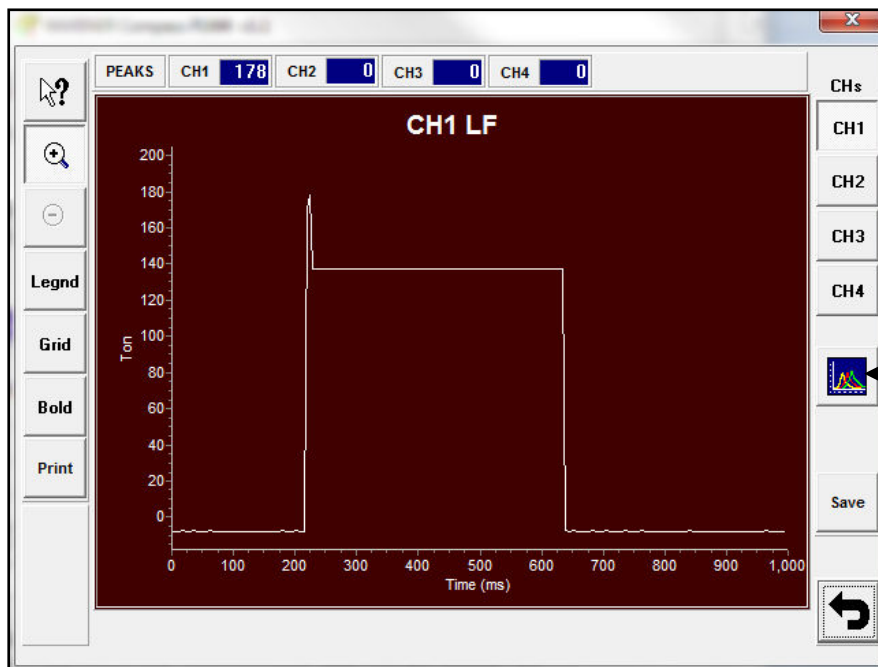 PEAKS CH1 178 CH2 0 CH3 0 CH4 0
CHs
CH1
CH2
CH3
CH4
Save
Legnd
Grid
Bold
Print
CH1 LF
200
180
160
140
120
100
80
60
40
20
0
Ton
0 100 200 300 400 500 600 700 800 900 1,000
Time (ms)